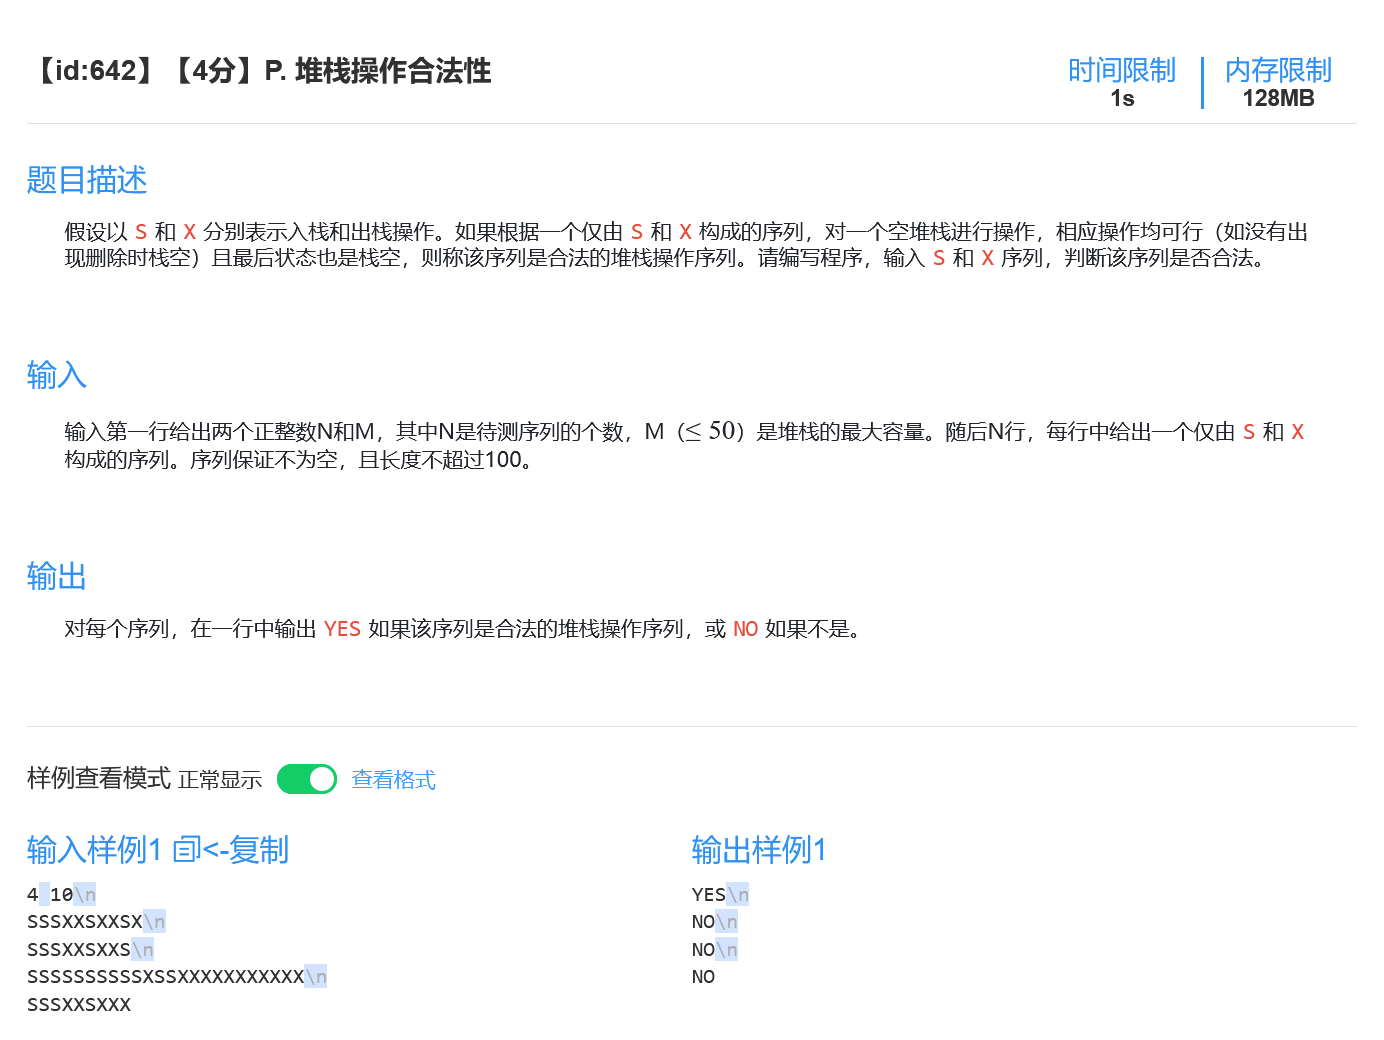 【id:642】【4分】P. 堆栈操作合法性
时间限制
1s
内存限制
128MB
题目描述
假设以 S 和 X 分别表示入栈和出栈操作。如果根据一个仅由 S 和 X 构成的序列，对一个空堆栈进行操作，相应操作均可行（如没有出
现删除时栈空）且最后状态也是栈空，则称该序列是合法的堆栈操作序列。请编写程序，输入 S 和 X 序列，判断该序列是否合法。
输入
输入第一行给出两个正整数N和M，其中N是待测序列的个数，M（≤ 50）是堆栈的最大容量。随后N行，每行中给出一个仅由 S 和 X
构成的序列。序列保证不为空，且长度不超过100。
输出
对每个序列，在一行中输出 YES 如果该序列是合法的堆栈操作序列，或 NO 如果不是。
样例查看模式 正常显示 查看格式
输入样例1 <-复制
4 10\n
SSSXXSXXSX\n
SSSXXSXXS\n
SSSSSSSSSSXSSXXXXXXXXXXX\n
SSSXXSXXX
输出样例1
YES\n
NO\n
NO\n
NO